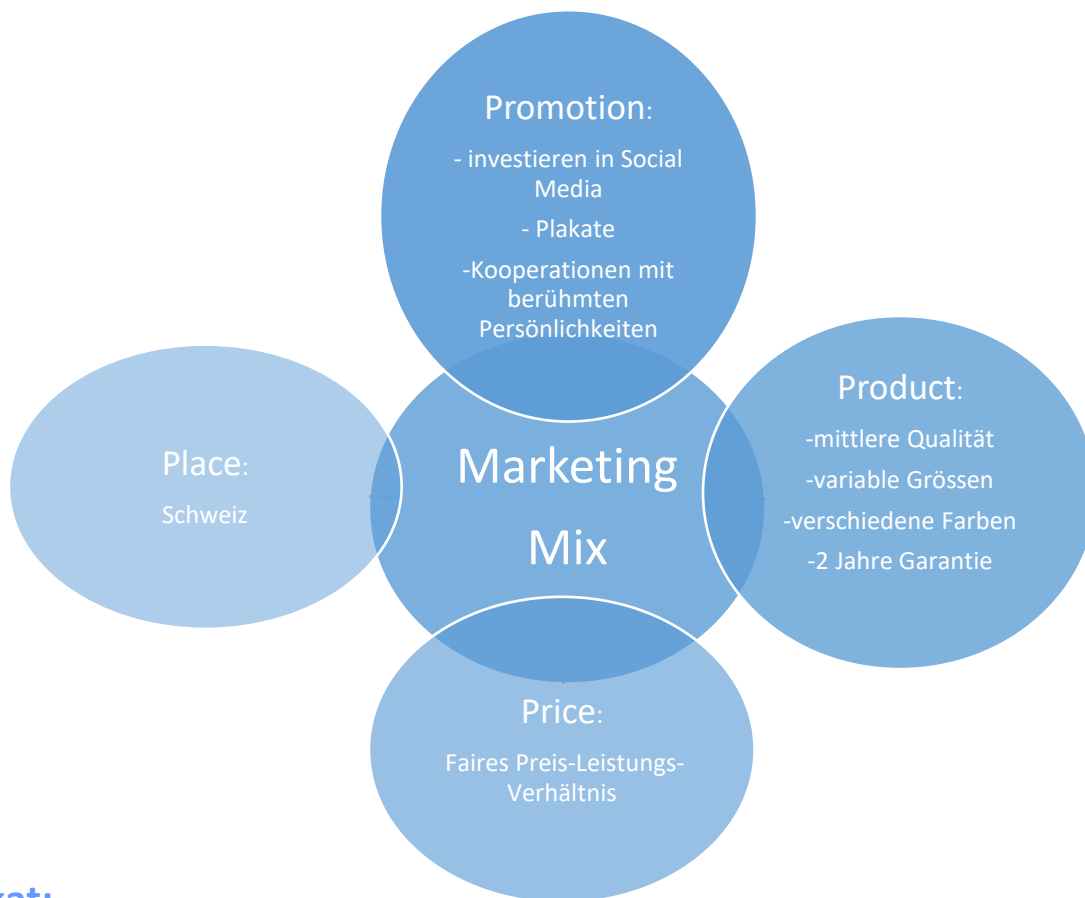 Promotion:
- investieren in Social
Media
- Plakate
-Kooperationen mit
berühmten
Persönlichkeiten
Product:
-mittlere Qualität
-variable Grössen
-verschiedene Farben
-2 Jahre Garantie
Marketing
Mix
Place:
Schweiz
Price:
Faires Preis-Leistungs-
Verhältnis